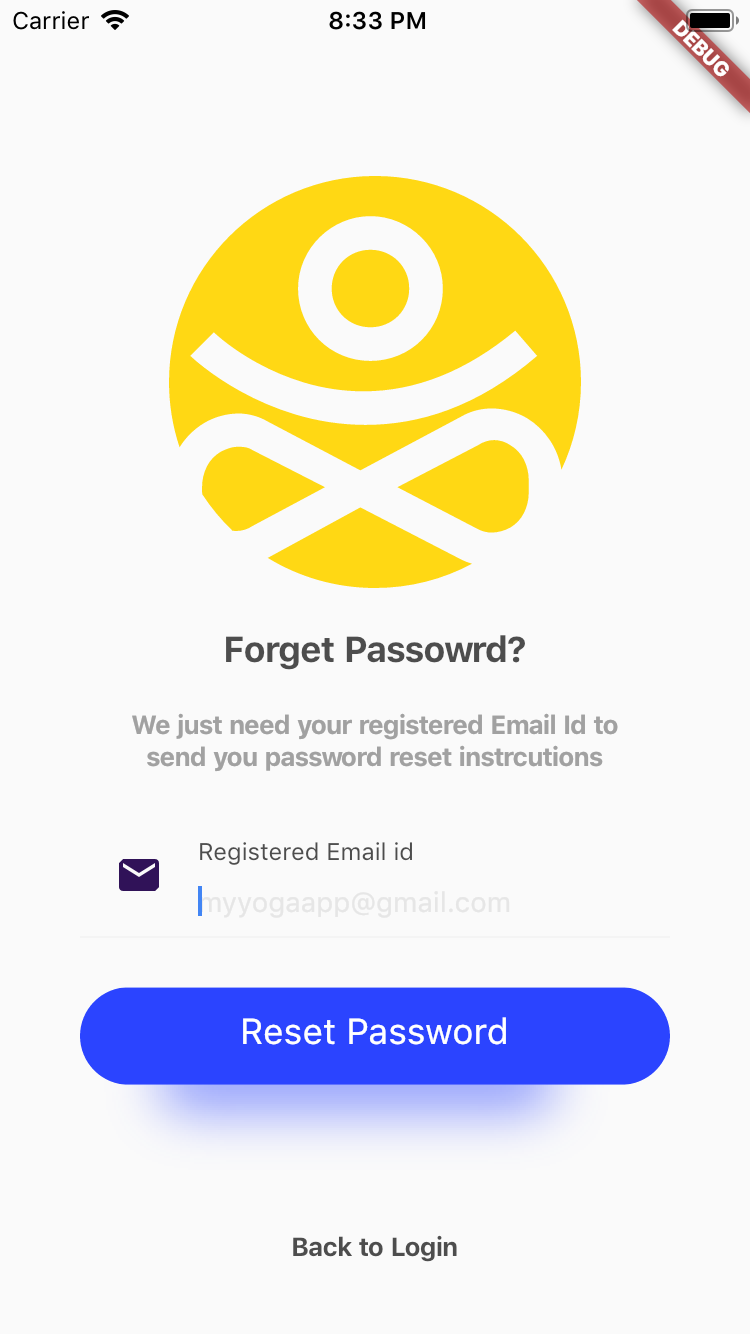 Carrier 8:33 PM
DEBUG
Forget Passowrd?
We just need your registered Email Id to
send you password reset instrcutions
Registered Email id
myyogaapp@gmail.com
Reset Password
Back to Login